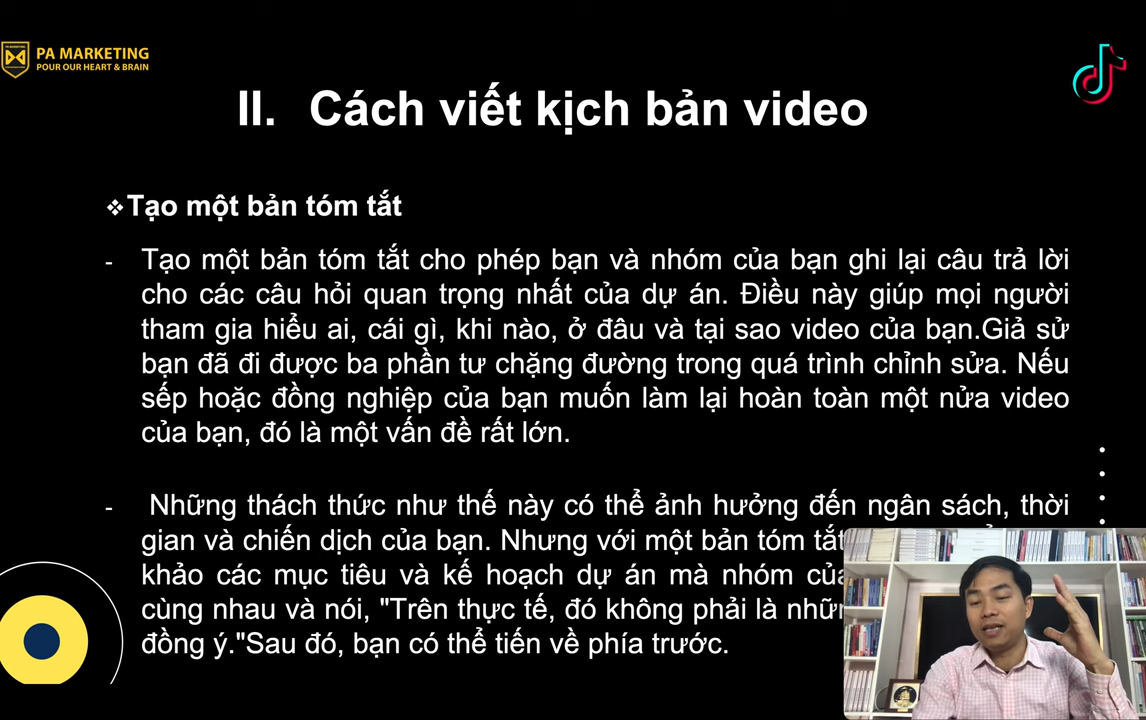 PA MARKETING
POUR OUR HEART & BRAIN
II. Cách viết kịch bản video
❖Tạo một bản tóm tắt
- Tạo một bản tóm tắt cho phép bạn và nhóm của bạn ghi lại câu trả lời
cho các câu hỏi quan trọng nhất của dự án. Điều này giúp mọi người
tham gia hiểu ai, cái gì, khi nào, ở đâu và tại sao video của bạn.Giả sử
bạn đã đi được ba phần tư chặng đường trong quá trình chỉnh sửa. Nếu
sếp hoặc đồng nghiệp của bạn muốn làm lại hoàn toàn một nửa video
của bạn, đó là một vấn đề rất lớn.
- Những thách thức như thế này có thể ảnh hưởng đến ngân sách, thời
gian và chiến dịch của bạn. Nhưng với một bản tóm tắt
khảo các mục tiêu và kế hoạch dự án mà nhóm
cùng nhau và nói, "Trên thực tế, đó không phải là
đồng ý."Sau đó, bạn có thể tiến về phía trước.